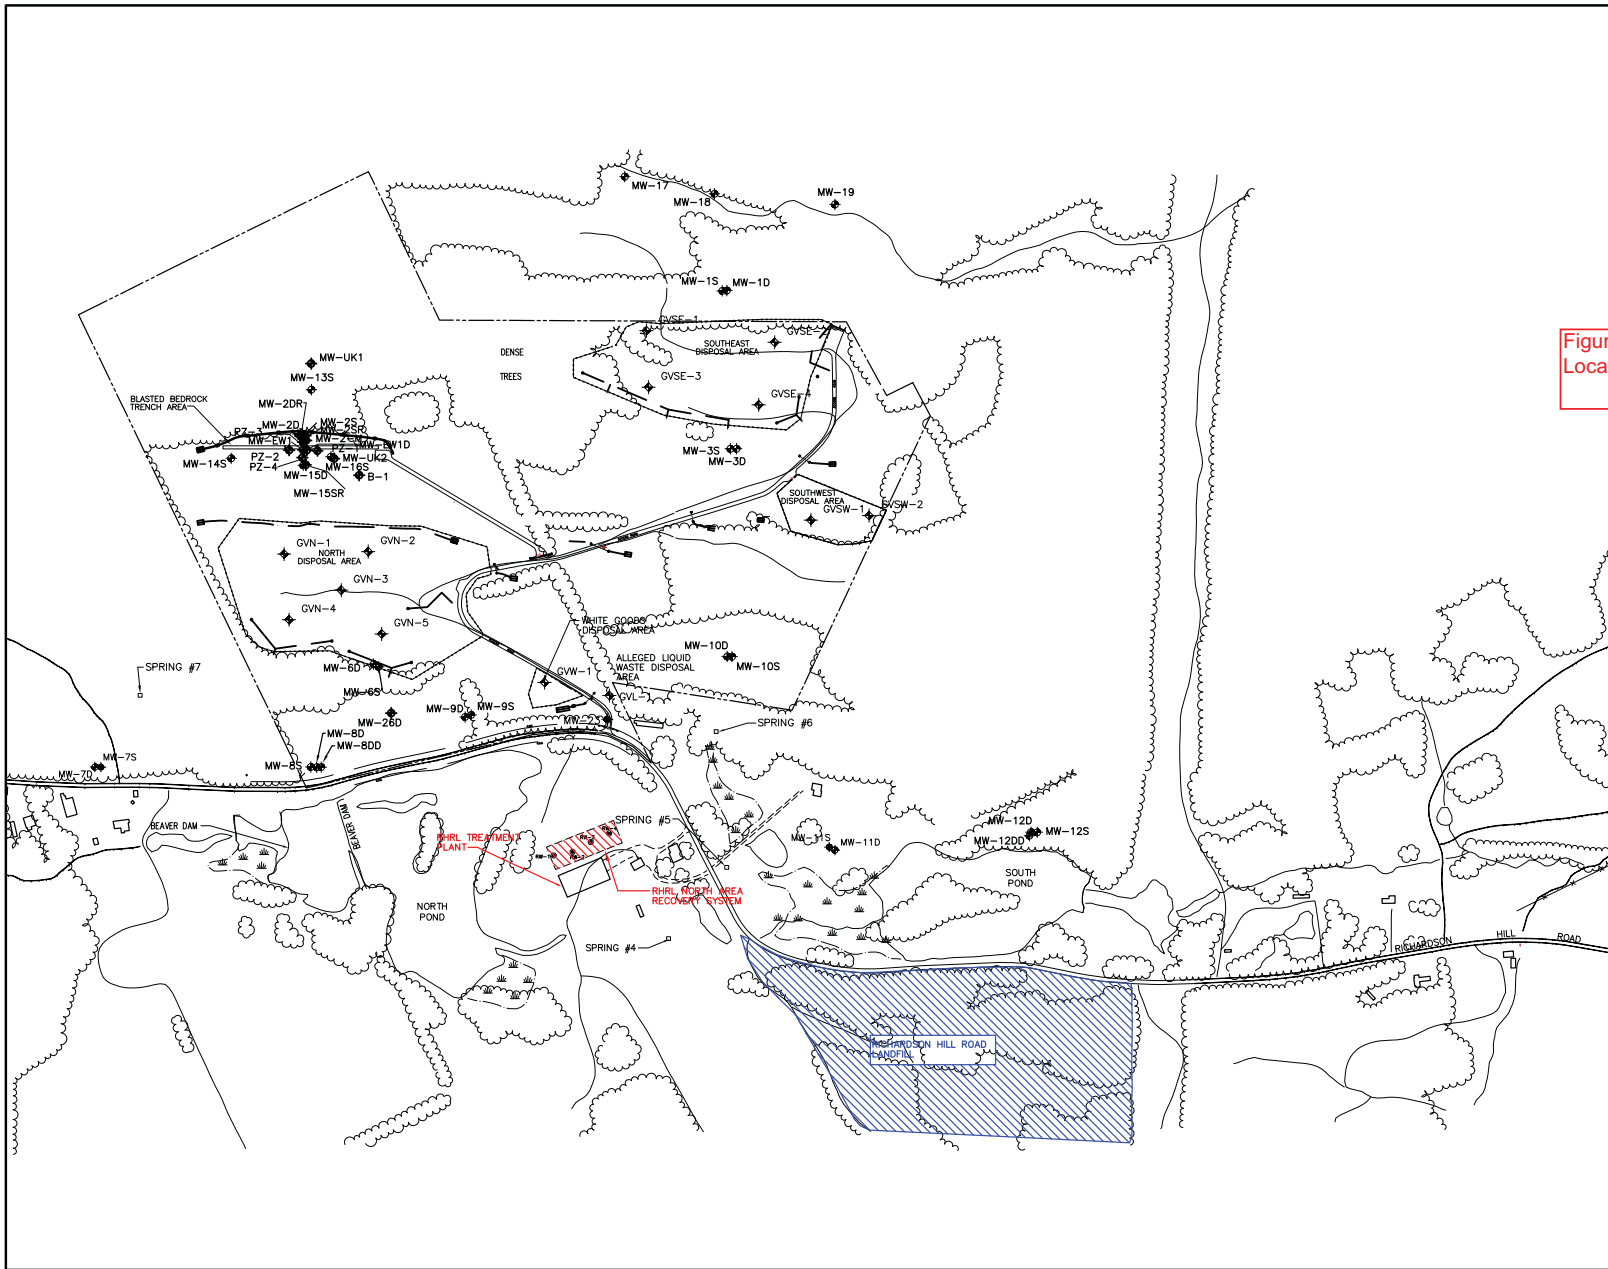 MW-17
MW-18
MW-19
MW-1S
MW-1D
GVSE-1
GVSE-2
SOUTHEAST
DISPOSAL AREA
DENSE
TREES
GVSE-3
GVSE-4
Figur
Loca
MW-UK1
MW-13S
BLASTED BEDROCK
TRENCH AREA
MW-2DR
MW-2D
MW-2S
PZ-3
MW-2SR
MW-EW1
PZ-1
PZ-2
MW-UK2
MW-14S
PZ-4
MW-16S
MW-15D
B-1
MW-15SR
MW-3S
MW-3D
SOUTHWEST
DISPOSAL AREA
GVSW-1
GVSW-2
GVN-1
GVN-2
NORTH
DISPOSAL AREA
GVN-3
GVN-4
GVN-5
WHITE GOODS
DISPOSAL AREA
MW-10D
MW-10S
ALLEGED LIQUID
WASTE DISPOSAL
AREA
SPRING #7
MW-6D
MW-6S
GVW-1
GVL-1
MW-26D
MW-9D
MW-9S
MW-23
SPRING #6
MW-8D
MW-8DD
MW-8S
MW-7S
MW-7D
BEAVER DAM
BEAVER DAM
RHRL TREATMENT
PLANT
SPRING #5
MW-11S
MW-11D
MW-12D
MW-12S
MW-12DD
SOUTH
POND
RHRL NORTH AREA
RECOVERY SYSTEM
NORTH
POND
SPRING #4
RICHARDSON HILL ROAD
RICHARDSON HILL ROAD
LANDFILL